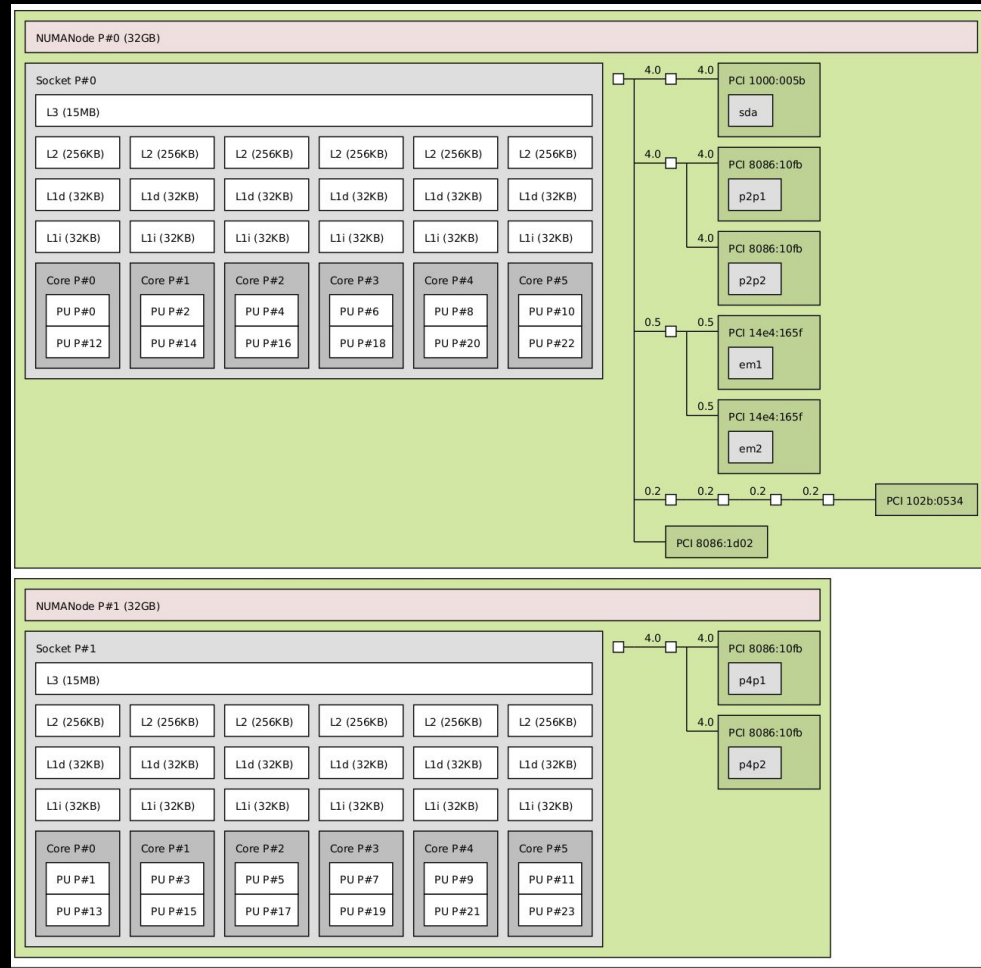 NUMANode P#0 (32GB)
Socket P#0
L3 (15MB)
L2 (256KB) L2 (256KB) L2 (256KB) L2 (256KB) L2 (256KB) L2 (256KB)
L1d (32KB) L1d (32KB) L1d (32KB) L1d (32KB) L1d (32KB) L1d (32KB)
L1i (32KB) L1i (32KB) L1i (32KB) L1i (32KB) L1i (32KB) L1i (32KB)
Core P#0 Core P#1 Core P#2 Core P#3 Core P#4 Core P#5
PU P#0 PU P#2 PU P#4 PU P#6 PU P#8 PU P#10
PU P#12 PU P#14 PU P#16 PU P#18 PU P#20 PU P#22
4.0 4.0 PCI 1000:005b
sda
4.0 4.0 PCI 8086:10fb
p2p1
4.0 PCI 8086:10fb
p2p2
0.5 0.5 PCI 14e4:165f
em1
0.5 PCI 14e4:165f
em2
0.2 0.2 0.2 0.2 PCI 102b:0534
PCI 8086:1d02
NUMANode P#1 (32GB)
Socket P#1
L3 (15MB)
L2 (256KB) L2 (256KB) L2 (256KB) L2 (256KB) L2 (256KB) L2 (256KB)
L1d (32KB) L1d (32KB) L1d (32KB) L1d (32KB) L1d (32KB) L1d (32KB)
L1i (32KB) L1i (32KB) L1i (32KB) L1i (32KB) L1i (32KB) L1i (32KB)
Core P#0 Core P#1 Core P#2 Core P#3 Core P#4 Core P#5
PU P#1 PU P#3 PU P#5 PU P#7 PU P#9 PU P#11
PU P#13 PU P#15 PU P#17 PU P#19 PU P#21 PU P#23
4.0 4.0 PCI 8086:10fb
p4p1
4.0 PCI 8086:10fb
p4p2